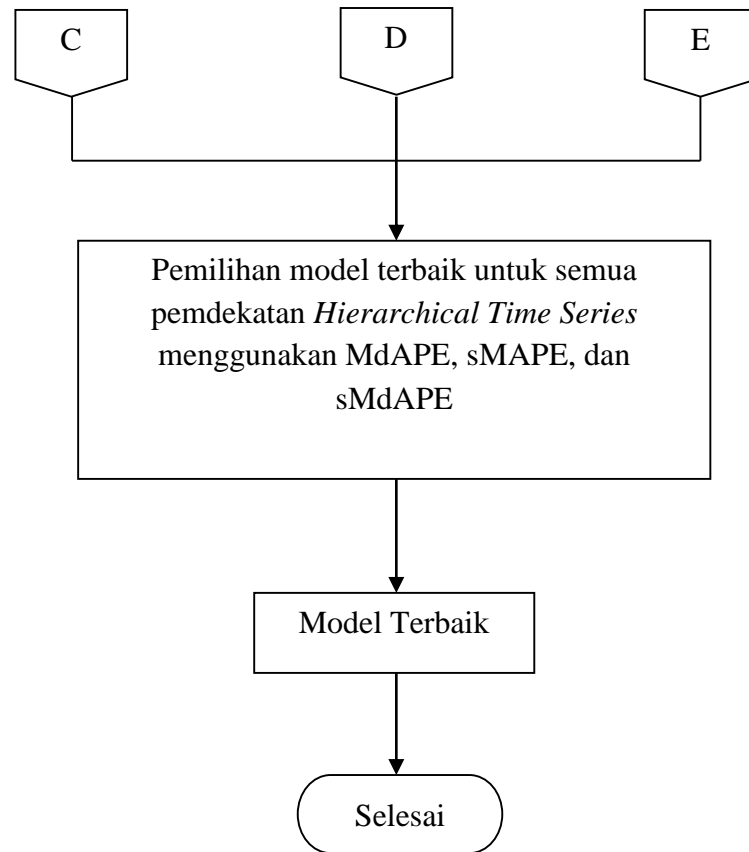 C
D
E
Pemilihan model terbaik untuk semua
pemdekatan Hierarchical Time Series
menggunakan MdAPE, sMAPE, dan
sMdAPE
Model Terbaik
Selesai